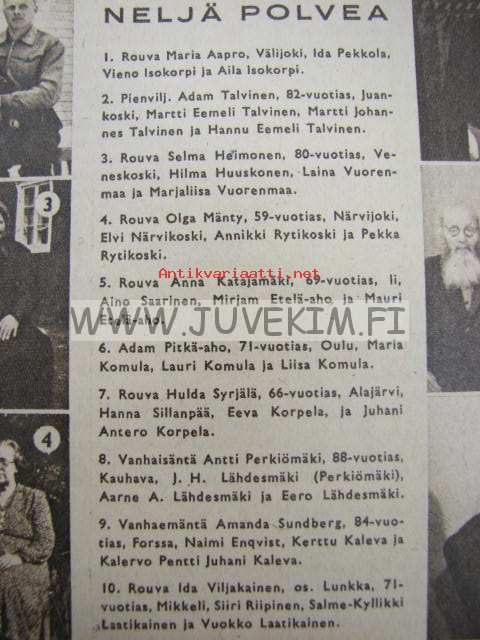 NELJÄ POLVEA
1. Rouva Maria Aapro, Välijoki, Ida Pekkola,
Vieno Isokorpi ja Aila Isokorpi.
2. Pienvilj. Adam Talvinen, 82-vuotias, Juan-
koski, Martti Eemeli Talvinen, Martti Johan-
nes Talvinen ja Hannu Eemeli Talvinen.
3. Rouva Selma Heimonen, 80-vuotias, Ve-
neskoski, Hilma Huuskonen, Laina Vuoren-
maa ja Marjaliisa Vuorenmaa.
3
4. Rouva Olga Mänty, 59-vuotias, Närvijoki,
Elvi Närvikoski, Annikki Rytikoski ja Pekka
Rytikoski.
Antikvariaatti.net
5. Rouva Anna Katajamäki, 69-vuotias, Ii,
Aino Saarinen, Mirjam Etelä-aho ja Mauri
Etelä-aho.
WWW.JUVEKIM.FI
6. Adam Pitkä-aho, 71-vuotias, Oulu, Maria
Komula, Lauri Komula ja Liisa Komula.
7. Rouva Hulda Syrjälä, 66-vuotias, Alajärvi,
Hanna Sillanpää, Eeva Korpela, ja Juhani
Antero Korpela.
4
8. Vanhaisäntä Antti Perkiömäki, 88-vuotias,
Kauhava, J. H. Lähdesmäki (Perkiömäki),
Aarne A. Lähdesmäki ja Eero Lähdesmäki.
9. Vanhaemäntä Amanda Sundberg, 84-vuo-
tias, Forssa, Naimi Enqvist, Kerttu Kaleva ja
Kalervo Pentti Juhani Kaleva.
10. Rouva Ida Viljakainen, os. Lunkka, 71-
vuotias, Mikkeli, Siiri Riipinen, Salme-Kyllikki
Laatikainen ja Vuokko Laatikainen.